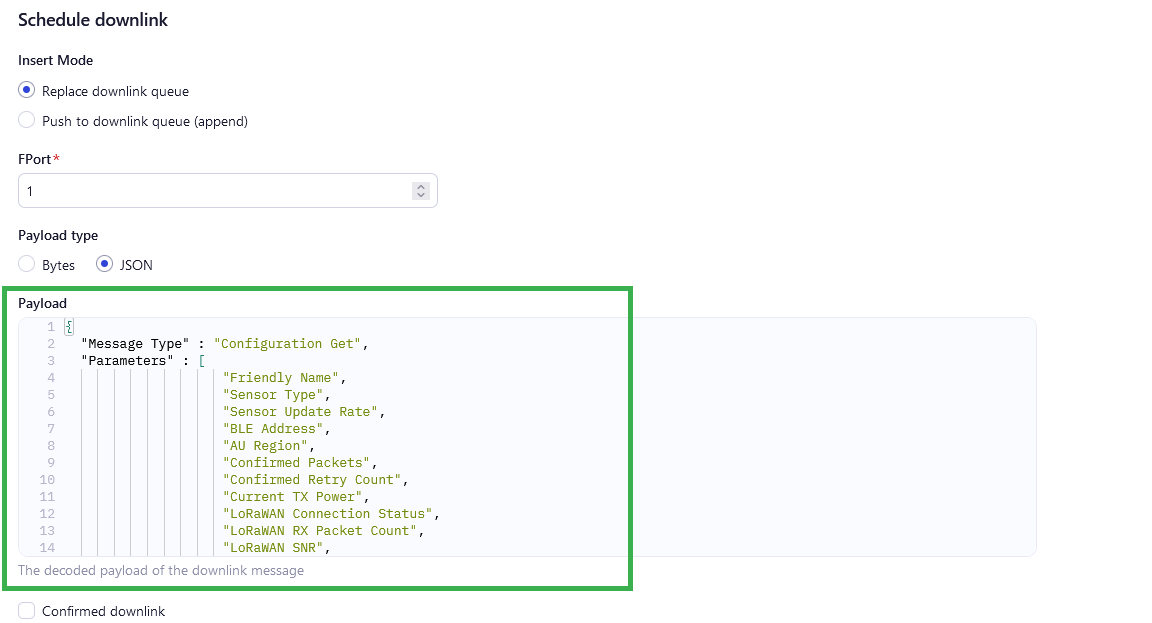 Schedule downlink
Insert Mode
Replace downlink queue
Push to downlink queue (append)
FPort*
1
Payload type
Bytes JSON
Payload
1 {
2 "Message Type" : "Configuration Get",
3 "Parameters" : [
4 "Friendly Name",
5 "Sensor Type",
6 "Sensor Update Rate",
7 "BLE Address",
8 "AU Region",
9 "Confirmed Packets",
10 "Confirmed Retry Count",
11 "Current TX Power",
12 "LoRaWAN Connection Status",
13 "LoRaWAN RX Packet Count",
14 "LoRaWAN SNR",
The decoded payload of the downlink message
Confirmed downlink